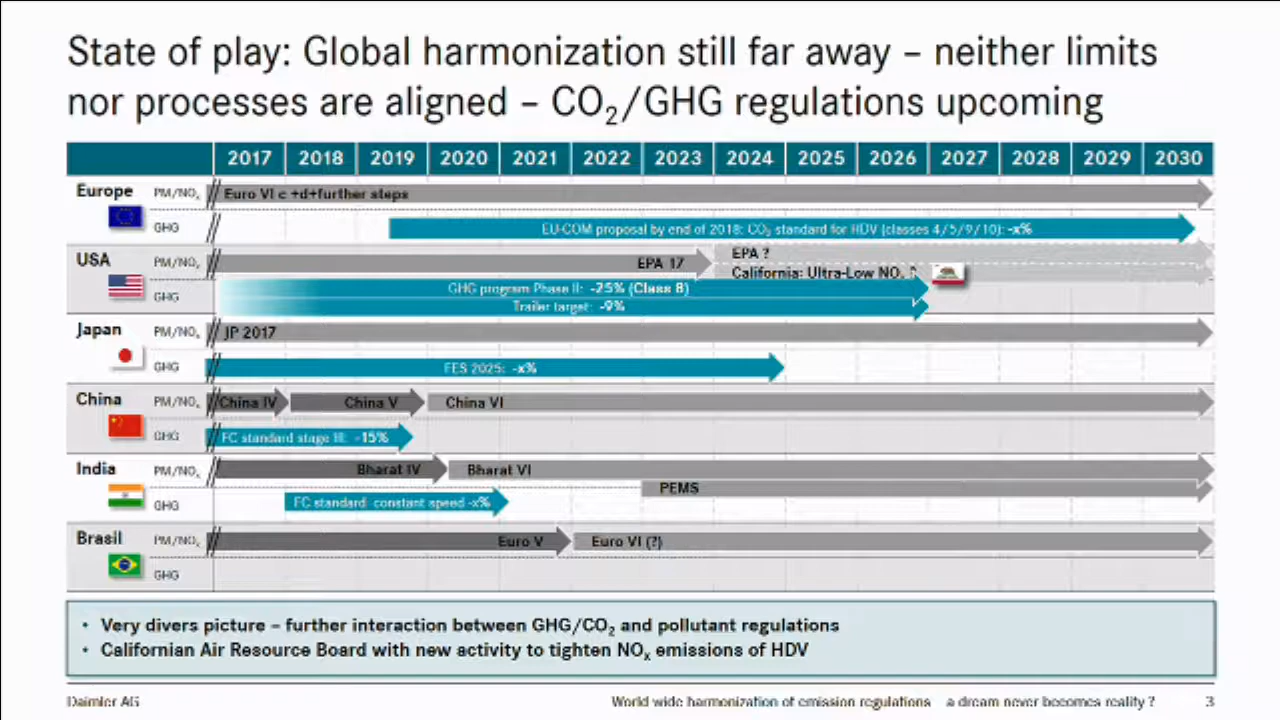 State of play: Global harmonization still far away – neither limits
nor processes are aligned – CO₂/GHG regulations upcoming
2017 2018 2019 2020 2021 2022 2023 2024 2025 2026 2027 2028 2029 2030
Europe PM/NOₓ Euro VI c +d+further steps
GHG EU-COM proposal by end of 2018: CO₂ standard for HDV (classes 4/5/9/10): -x%
USA PM/NOₓ EPA 17 EPA ?
California: Ultra-Low NOₓ ?
GHG GHG program Phase II: -25% (Class 8)
Trailer target: -9%
Japan PM/NOₓ JP 2017
GHG FES 2025: -x%
China PM/NOₓ China IV China V China VI
GHG FC standard stage III: -15%
India PM/NOₓ Bharat IV Bharat VI
PEMS
GHG FC standard constant speed -x%
Brasil PM/NOₓ Euro V Euro VI (?)
GHG
• Very divers picture – further interaction between GHG/CO₂ and pollutant regulations
• Californian Air Resource Board with new activity to tighten NOₓ emissions of HDV
Daimler AG World wide harmonization of emission regulations a dream never becomes reality ? 3